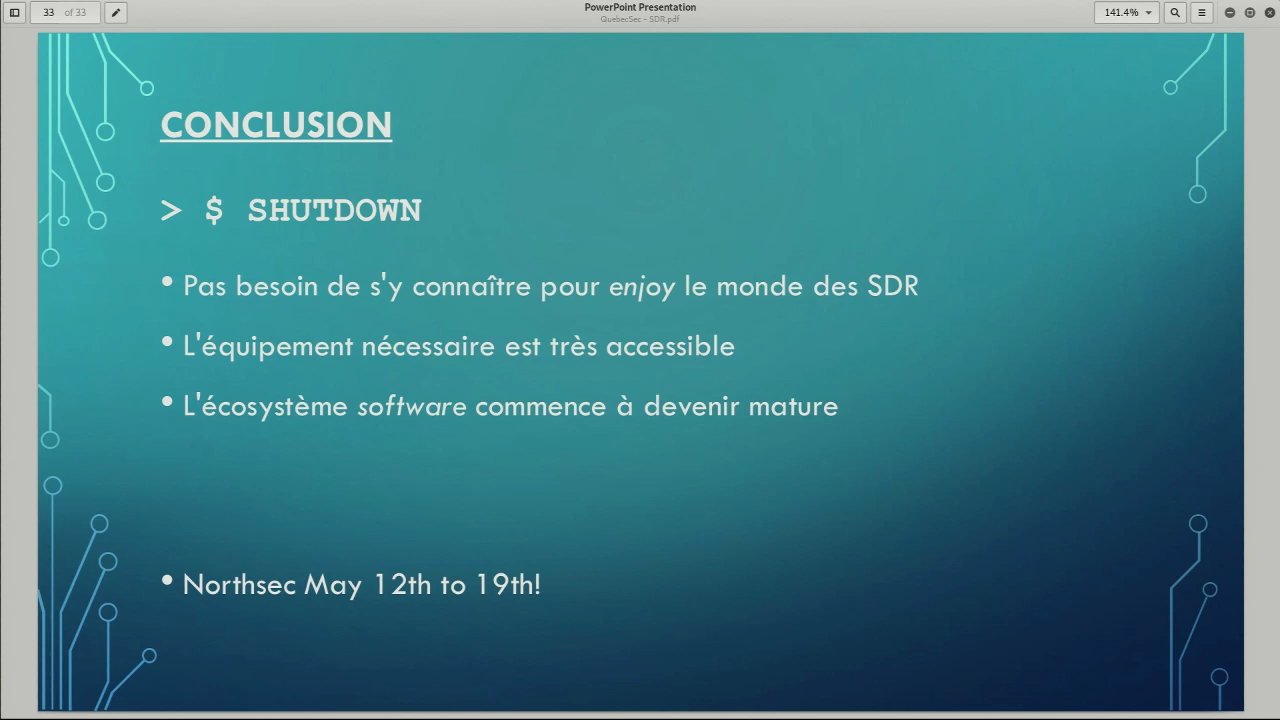 33 of 33
PowerPoint Presentation
QuebecSec - SDR.pdf
141.4%
CONCLUSION
> $ SHUTDOWN
• Pas besoin de s'y connaître pour enjoy le monde des SDR
• L'équipement nécessaire est très accessible
• L'écosystème software commence à devenir mature
• Northsec May 12th to 19th!